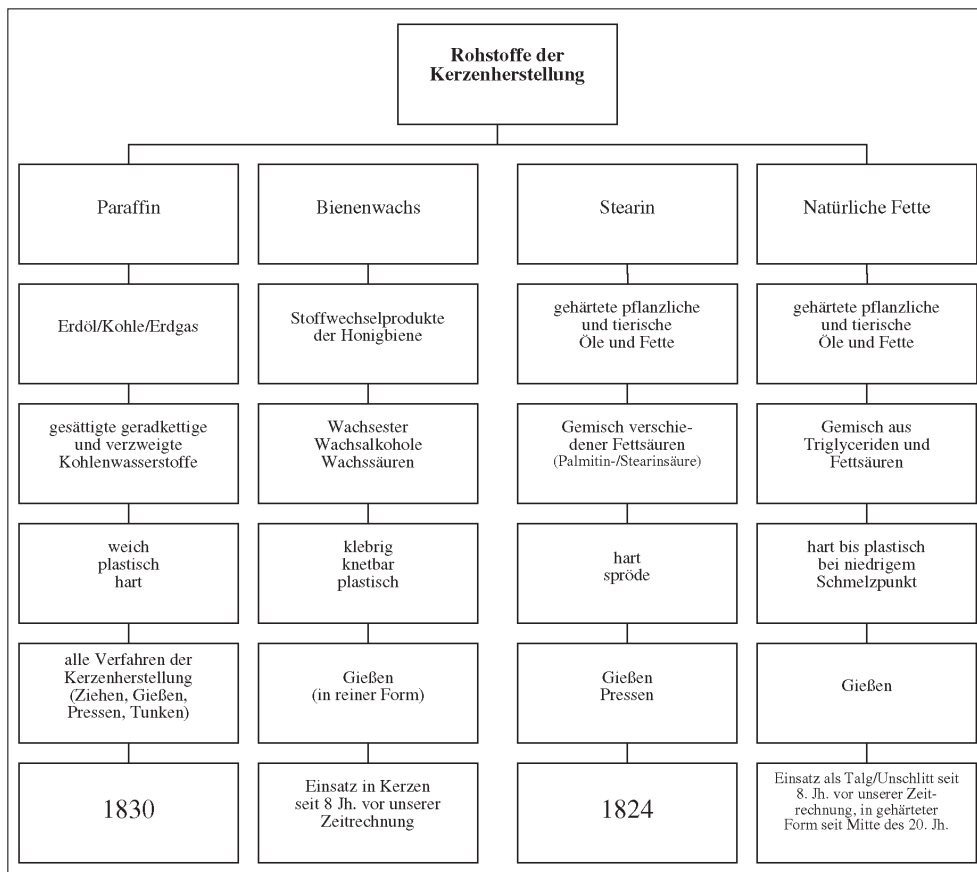 Rohstoffe der
Kerzenherstellung
Paraffin
Bienenwachs
Stearin
Natürliche Fette
Erdöl/Kohle/Erdgas
Stoffwechselprodukte
der Honigbiene
gehärtete pflanzliche
und tierische
Öle und Fette
gehärtete pflanzliche
und tierische
Öle und Fette
gesättigte geradkettige
und verzweigte
Kohlenwasserstoffe
Wachsester
Wachsalkohole
Wachssäuren
Gemisch verschie-
dener Fettsäuren
(Palmitin-/Stearinsäure)
Gemisch aus
Triglyceriden und
Fettsäuren
weich
plastisch
hart
klebrig
knetbar
plastisch
hart
spröde
hart bis plastisch
bei niedrigem
Schmelzpunkt
alle Verfahren der
Kerzenherstellung
(Ziehen, Gießen,
Pressen, Tunken)
Gießen
(in reiner Form)
Gießen
Pressen
Gießen
1830
Einsatz in Kerzen
seit 8 Jh. vor unserer
Zeitrechnung
1824
Einsatz als Talg/Unschlitt seit
8. Jh. vor unserer Zeit-
rechnung, in gehärteter
Form seit Mitte des 20. Jh.